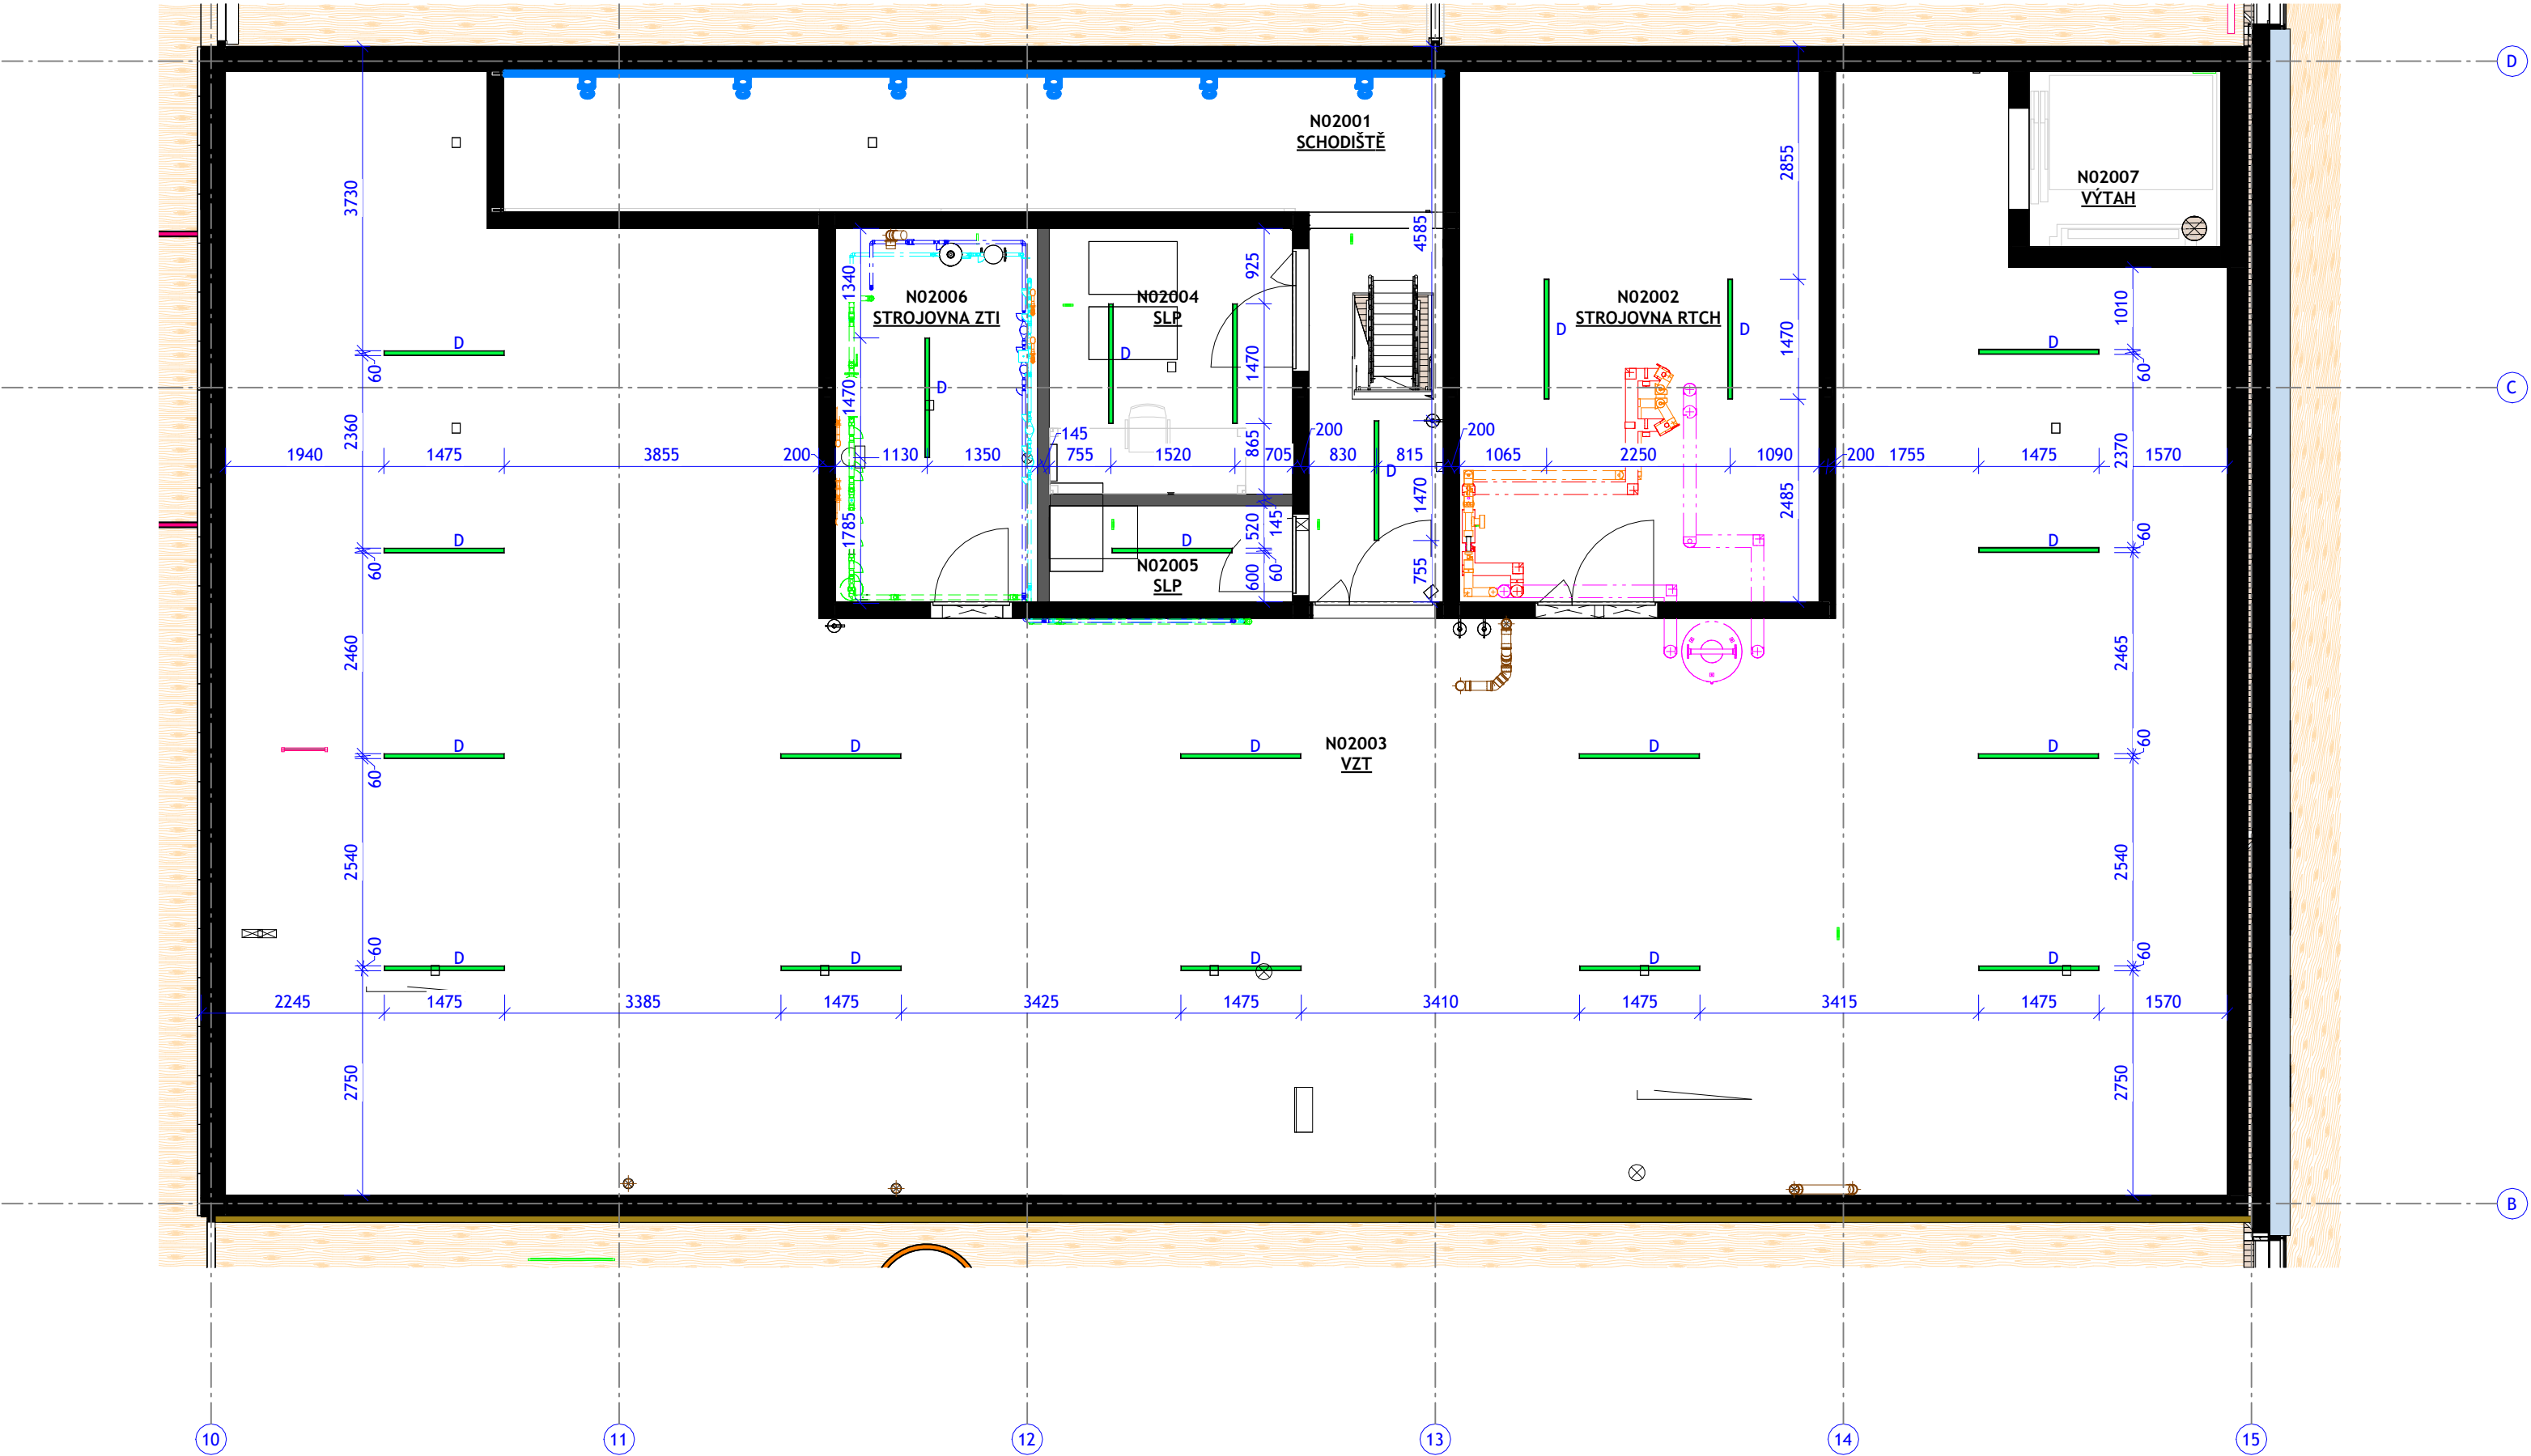 D
N02001
SCHODIŠTĚ
N02007
VÝTAH
3730
4585
2855
1340
925
N02006
STROJOVNA ZTI
N02004
SLP
N02002
STROJOVNA RTCH
1010
D
60
D
1470
D
1470
D
D
1470
D
60
C
2360
1940
1475
3855
200
1130
1350
145
755
1520
865
705
200
830
D
815
200
1065
2250
1090
200
1755
1475
2370
1570
1470
2485
1785
D
60
D
520
145
N02005
SLP
600
60
755
D
60
2460
2465
D
60
D
D
N02003
VZT
D
D
60
2540
2540
D
60
D
D
D
D
60
2245
1475
3385
1475
3425
1475
3410
1475
3415
1475
1570
2750
2750
B
10
11
12
13
14
15